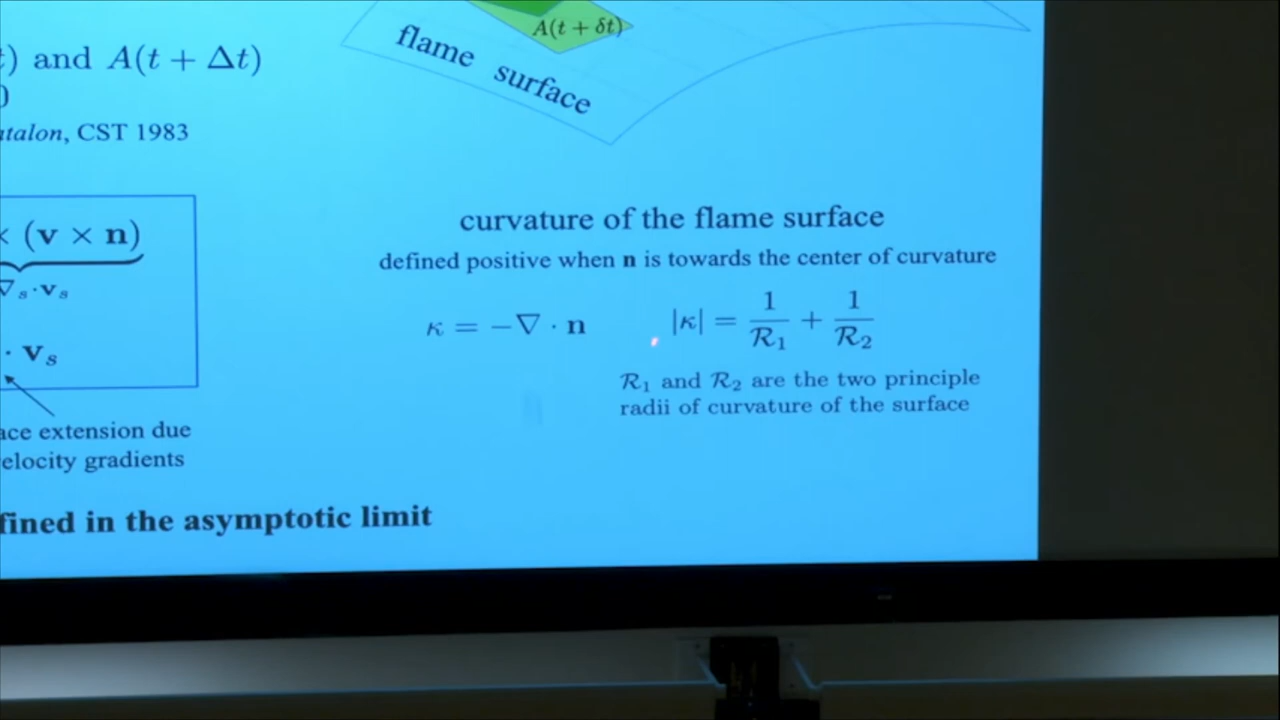 A(t + δt)
flame surface
t) and A(t + Δt)
)
atalon, CST 1983
× (v × n)
∇ₛ·vₛ
· vₛ
ace extension due
elocity gradients
fined in the asymptotic limit
curvature of the flame surface
defined positive when n is towards the center of curvature
κ = −∇ · n |κ| = 1/ℛ₁ + 1/ℛ₂
ℛ₁ and ℛ₂ are the two principle
radii of curvature of the surface